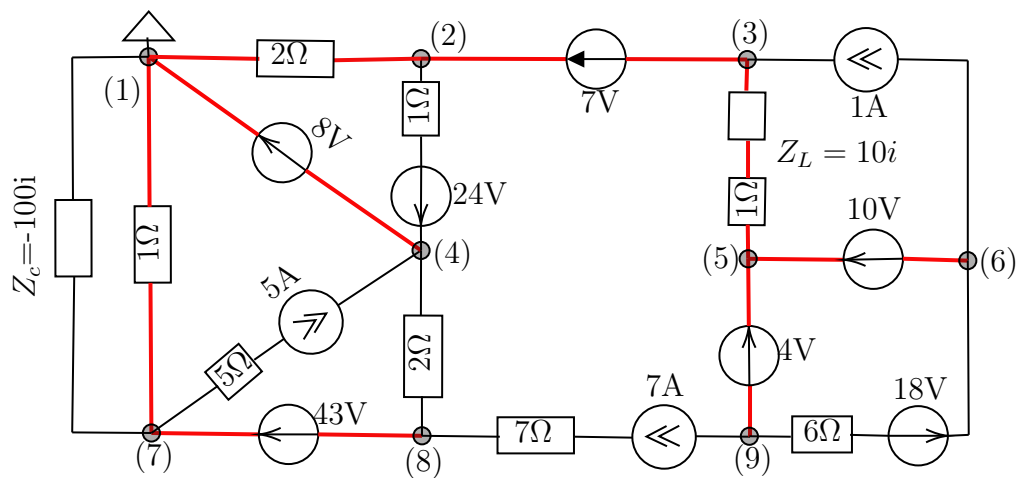 (2)
(3)
2Ω
(1)
1Ω
7V
1A
8V
Z_L = 10i
Z_c=-100i
24V
1Ω
10V
1Ω
(4)
(5)
(6)
5A
2Ω
4V
5Ω
7A
18V
43V
7Ω
6Ω
(7)
(8)
(9)